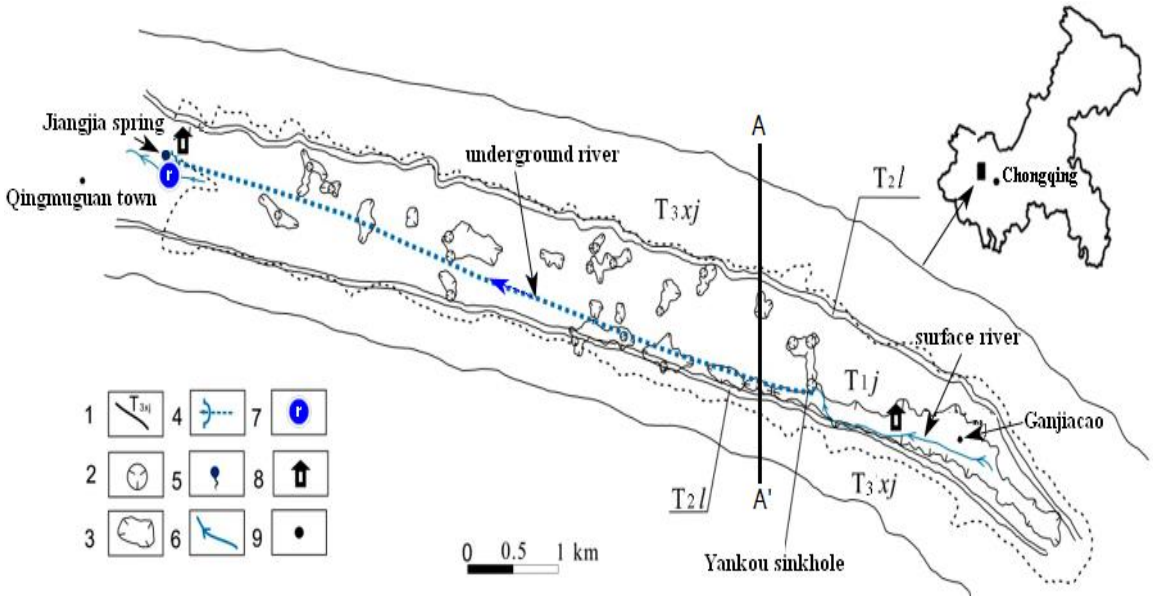 A
Jiangjia spring
r
underground river
Chongqing
Qingmuguan town
T₂l
T₃xj
surface river
T₁j
Ganjiacao
1 T₃xj 4 7 r
2 5 8
3 6 9
T₂l
A'
T₃xj
0 0.5 1 km
Yankou sinkhole